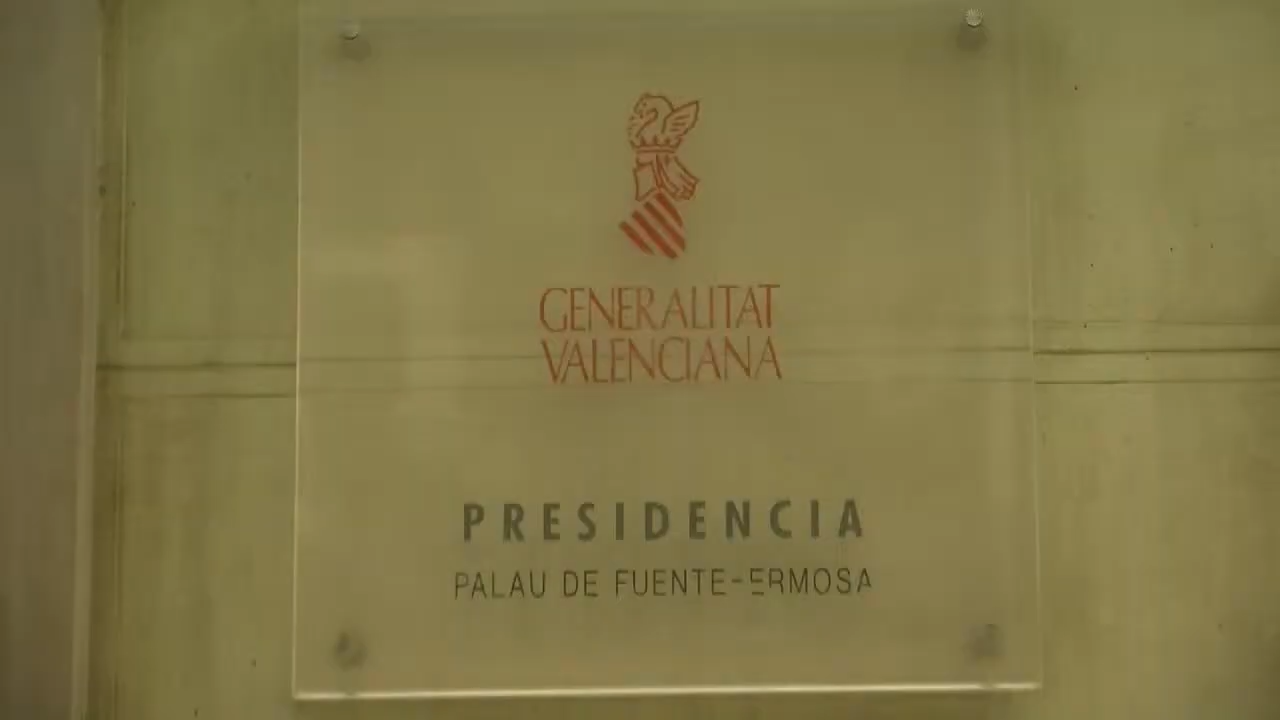 GENERALITAT
VALENCIANA
PRESIDENCIA
PALAU DE FUENTE-ERMOSA